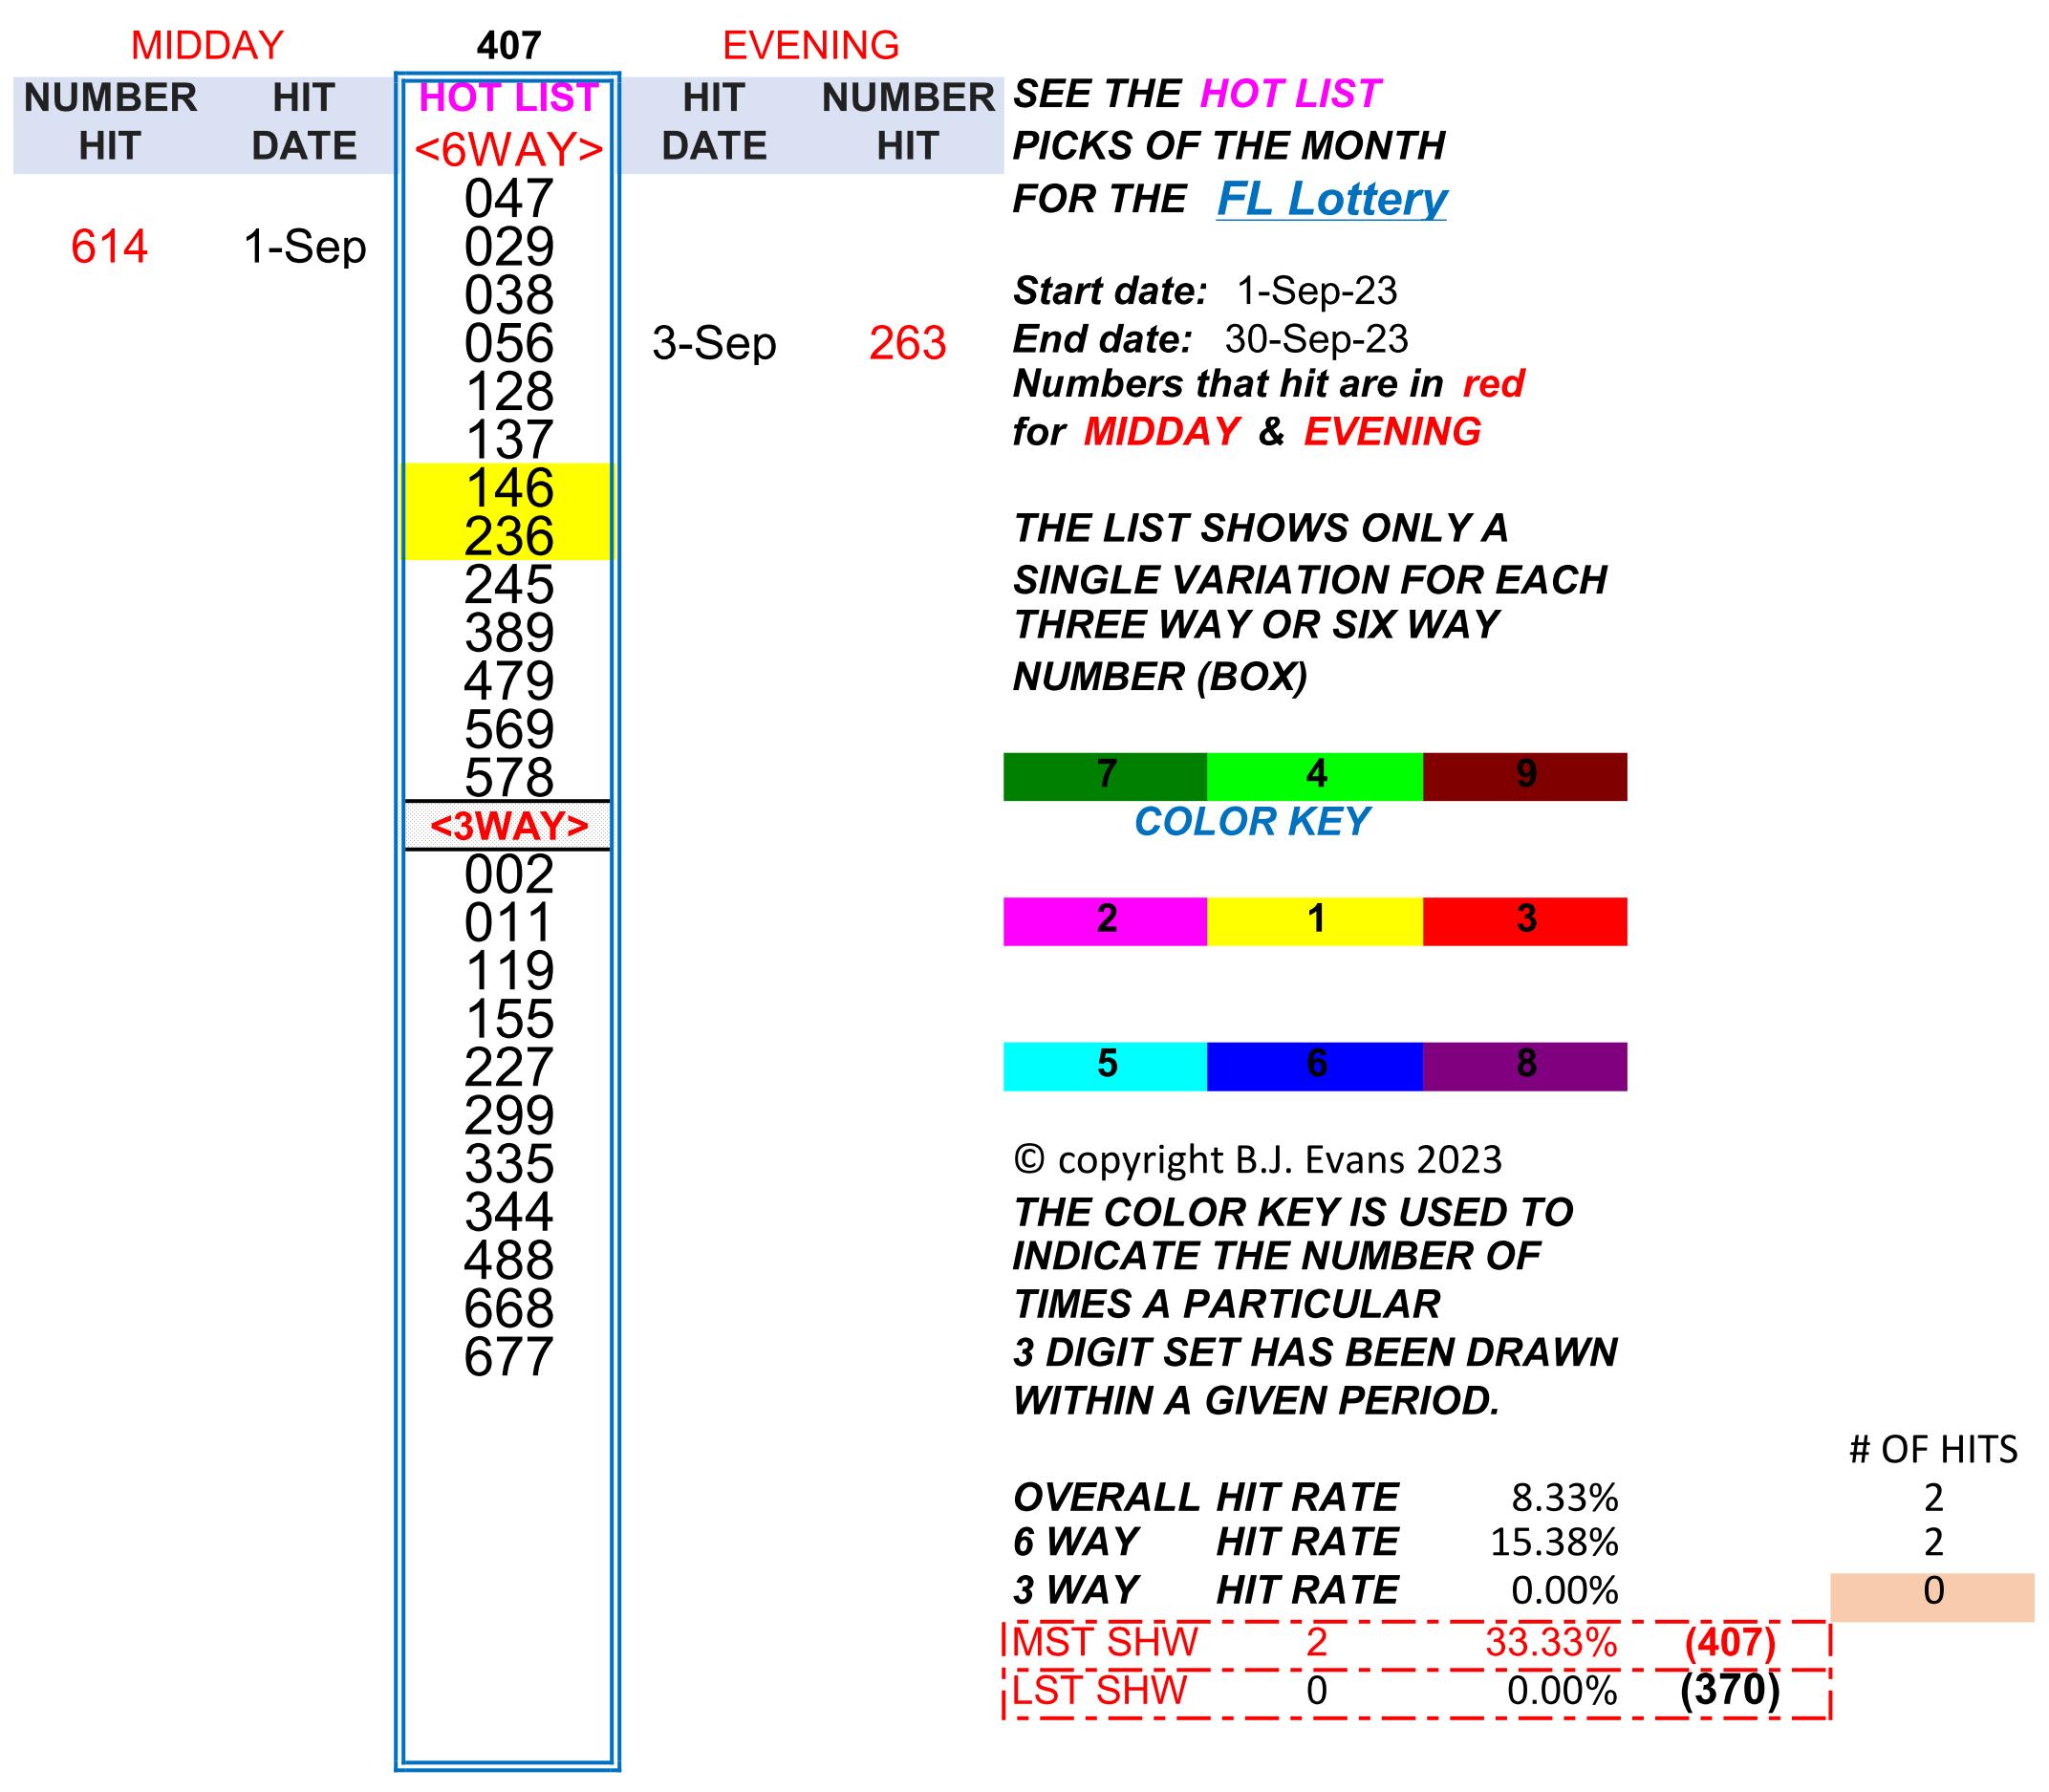 MIDDAY 407 EVENING
NUMBER HIT HOT LIST HIT NUMBER
HIT DATE <6WAY> DATE HIT
047
614 1-Sep 029
038
056 3-Sep 263
128
137
146
236
245
389
479
569
578
<3WAY>
002
011
119
155
227
299
335
344
488
668
677
SEE THE HOT LIST
PICKS OF THE MONTH
FOR THE FL Lottery
Start date: 1-Sep-23
End date: 30-Sep-23
Numbers that hit are in red
for MIDDAY & EVENING
THE LIST SHOWS ONLY A
SINGLE VARIATION FOR EACH
THREE WAY OR SIX WAY
NUMBER (BOX)
7 4 9
COLOR KEY
2 1 3
5 6 8
© copyright B.J. Evans 2023
THE COLOR KEY IS USED TO
INDICATE THE NUMBER OF
TIMES A PARTICULAR
3 DIGIT SET HAS BEEN DRAWN
WITHIN A GIVEN PERIOD.
# OF HITS
OVERALL HIT RATE 8.33% 2
6 WAY HIT RATE 15.38% 2
3 WAY HIT RATE 0.00% 0
MST SHW 2 33.33% (407)
LST SHW 0 0.00% (370)